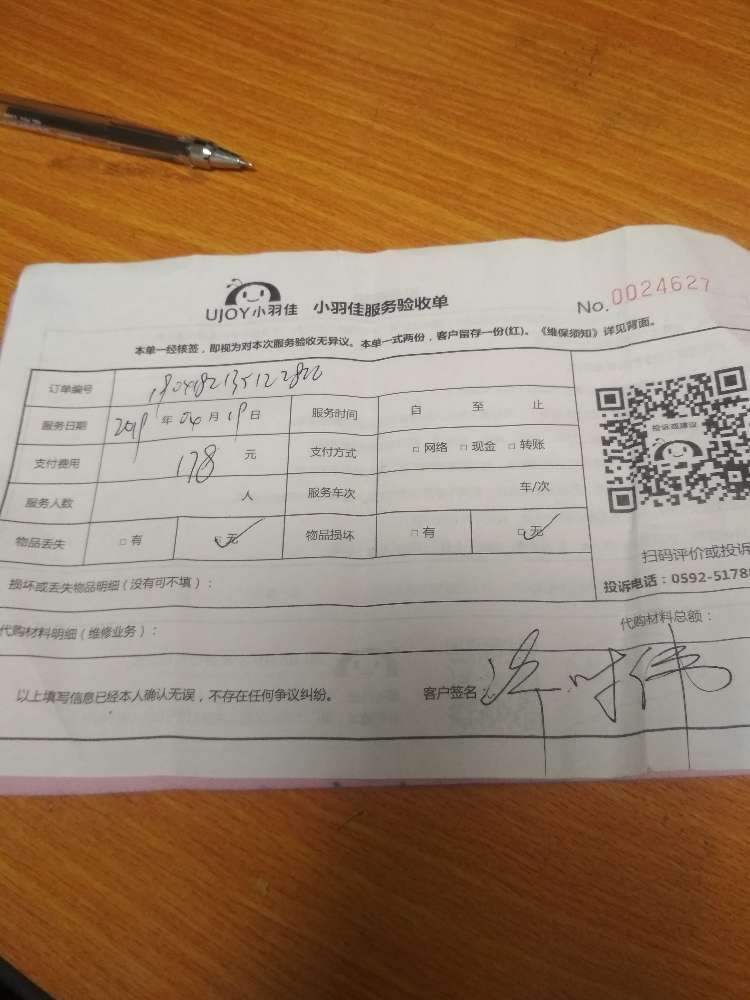 UJOY小羽佳 小羽佳服务验收单 No.0024627
本单一经核签，即视为对本次服务验收无异议。本单一式两份，客户留存一份(红)。《维保须知》详见背面。
订单编号
服务日期 年 04 月 19 日 服务时间 自 至 止
投诉或建议
支付费用 178 元 支付方式 □ 网络 □ 现金 □ 转账
服务人数 人 服务车次 车/次
物品丢失 □ 有 □ 无 物品损坏 □ 有 □ 无
扫码评价或投诉
损坏或丢失物品明细（没有可不填）：
投诉电话：0592-5178
代购材料明细（维修业务）： 代购材料总额：
以上填写信息已经本人确认无误，不存在任何争议纠纷。 客户签名：